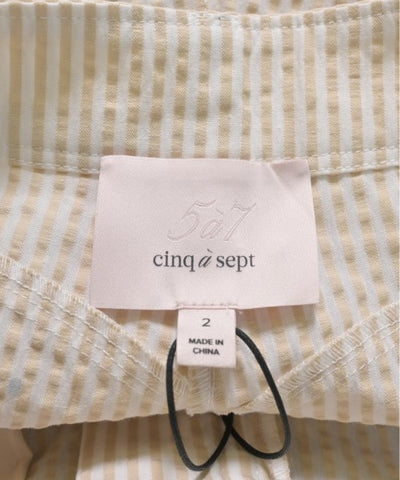 5à7
cinq à sept
2
MADE IN
CHINA